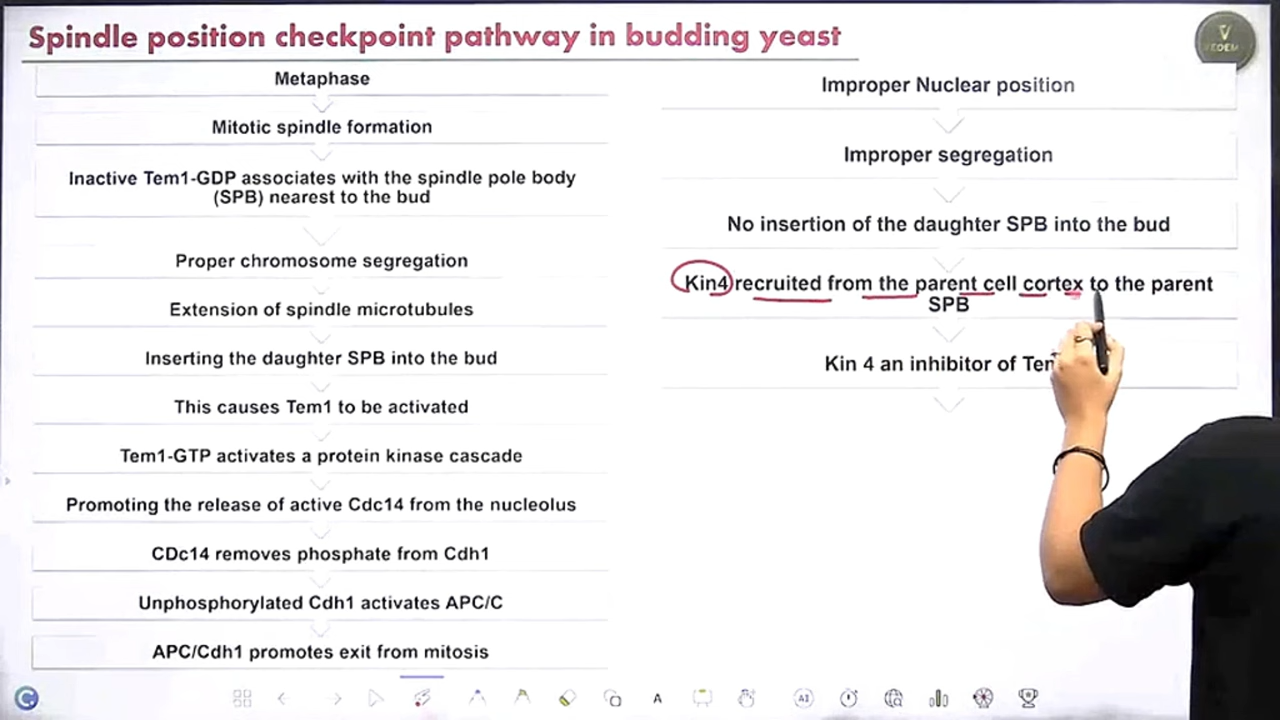 Spindle position checkpoint pathway in budding yeast
Metaphase
Mitotic spindle formation
Inactive Tem1-GDP associates with the spindle pole body
(SPB) nearest to the bud
Proper chromosome segregation
Extension of spindle microtubules
Inserting the daughter SPB into the bud
This causes Tem1 to be activated
Tem1-GTP activates a protein kinase cascade
Promoting the release of active Cdc14 from the nucleolus
CDc14 removes phosphate from Cdh1
Unphosphorylated Cdh1 activates APC/C
APC/Cdh1 promotes exit from mitosis
Improper Nuclear position
Improper segregation
No insertion of the daughter SPB into the bud
Kin4 recruited from the parent cell cortex to the parent
SPB
Kin 4 an inhibitor of
A
AI